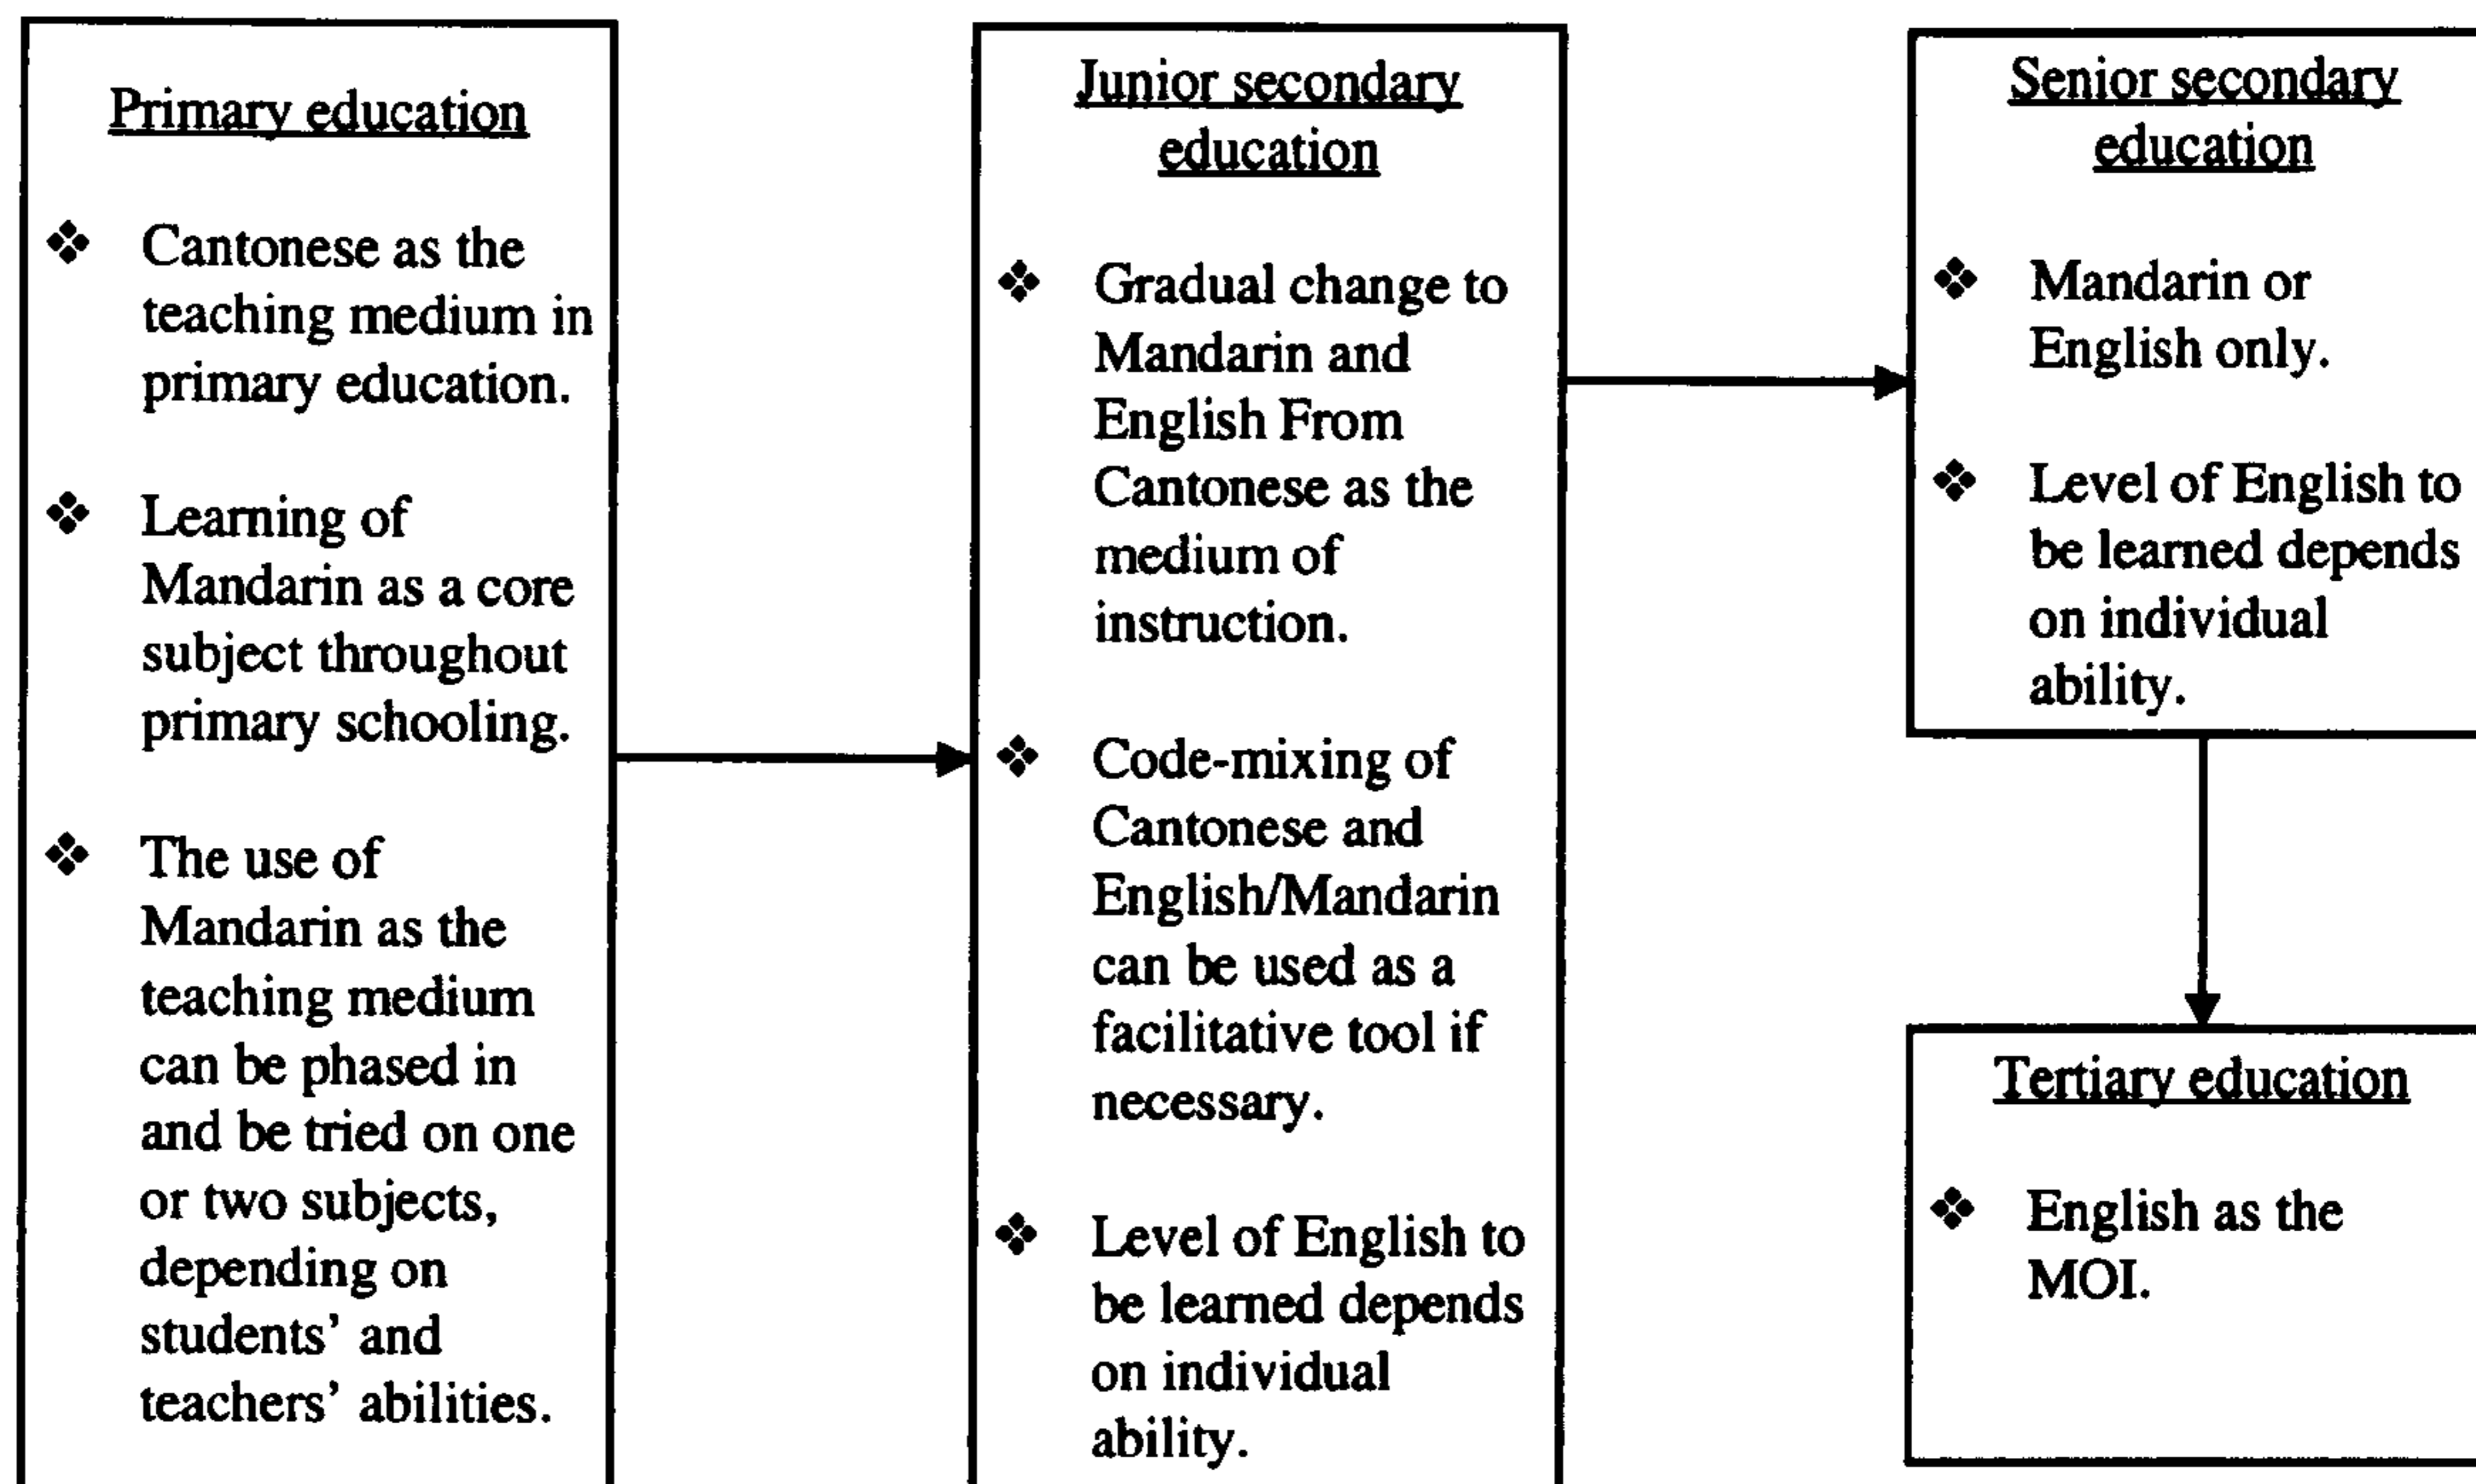 Primary education
❖ Cantonese as the
teaching medium in
primary education.
❖ Learning of
Mandarin as a core
subject throughout
primary schooling.
❖ The use of
Mandarin as the
teaching medium
can be phased in
and be tried on one
or two subjects,
depending on
students’ and
teachers’ abilities.
Junior secondary
education
❖ Gradual change to
Mandarin and
English From
Cantonese as the
medium of
instruction.
❖ Code-mixing of
Cantonese and
English/Mandarin
can be used as a
facilitative tool if
necessary.
❖ Level of English to
be learned depends
on individual
ability.
Senior secondary
education
❖ Mandarin or
English only.
❖ Level of English to
be learned depends
on individual
ability.
Tertiary education
❖ English as the
MOI.